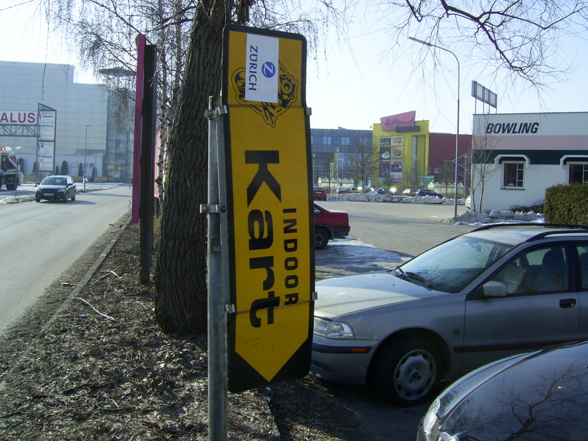 ZURICH
INDOOR
Kart
ALUS
BOWLING